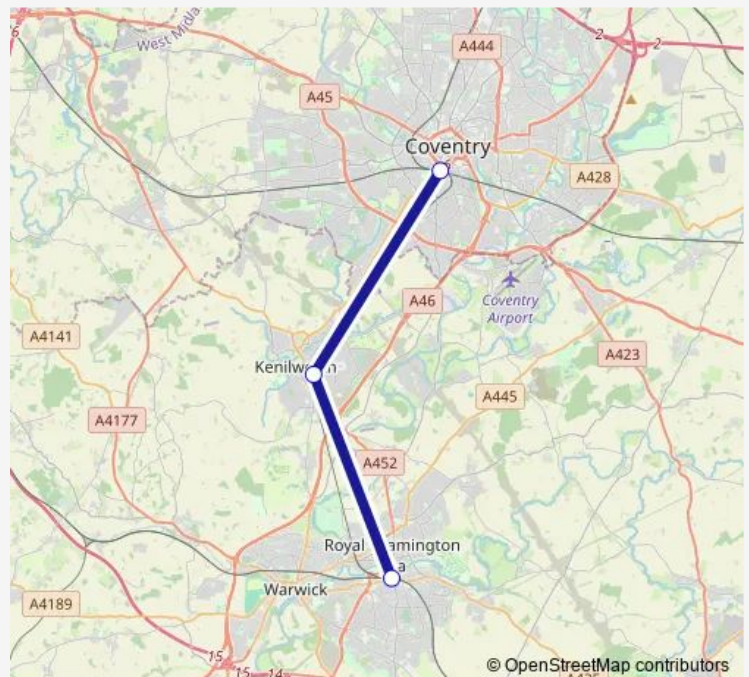 6
West Midla
A444
2
2
A45
Coventry
A428
A46
Coventry
Airport
A4141
A423
Kenilw
A445
A4177
A452
Royal
amington
a
Warwick
A4189
15
15
14
© OpenStreetMap contributors